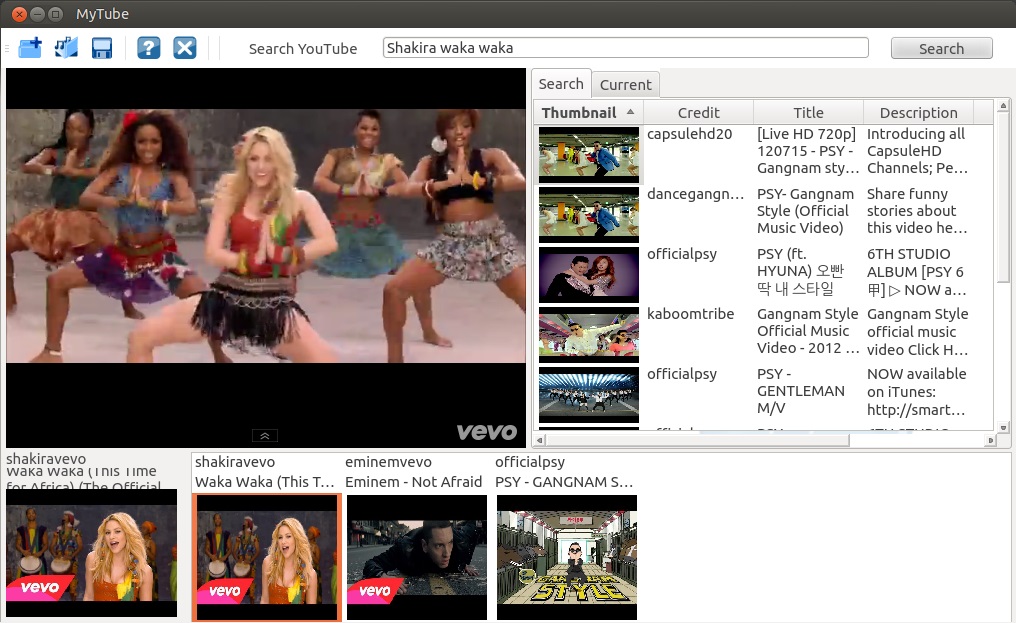 MyTube
Search YouTube
Shakira waka waka
Search
Search
Current
Thumbnail
Credit
Title
Description
capsulehd20
[Live HD 720p]
120715 - PSY -
Gangnam sty...
Introducing all
CapsuleHD
Channels; Pe...
dancegangn...
PSY- Gangnam
Style (Official
Music Video)
Share funny
stories about
this video he...
officialpsy
PSY (ft.
HYUNA) 오빤
딱 내 스타일
6TH STUDIO
ALBUM [PSY 6
甲] ▷ NOW a...
kaboomtribe
Gangnam Style
Official Music
Video - 2012 ...
Gangnam Style
official music
video Click H...
officialpsy
PSY -
GENTLEMAN
M/V
NOW available
on iTunes:
http://smart...
vevo
shakiravevo
Waka Waka (This Time
for Africa) (The Official
vevo
shakiravevo
Waka Waka (This T...
vevo
eminemvevo
Eminem - Not Afraid
vevo
officialpsy
PSY - GANGNAM S...
GANGNAM
STYLE